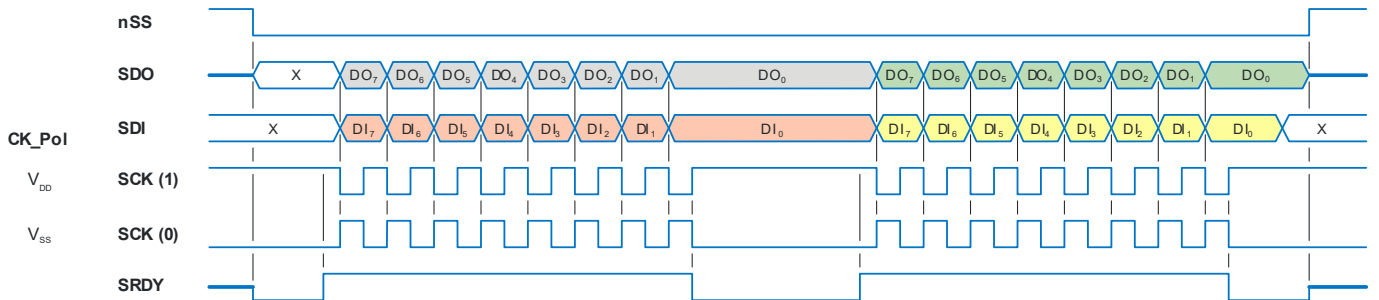 nSS
SDO X DO₇ DO₆ DO₅ DO₄ DO₃ DO₂ DO₁ DO₀ DO₇ DO₆ DO₅ DO₄ DO₃ DO₂ DO₁ DO₀
SDI X DI₇ DI₆ DI₅ DI₄ DI₃ DI₂ DI₁ DI₀ DI₇ DI₆ DI₅ DI₄ DI₃ DI₂ DI₁ DI₀ X
CK_Pol
V_DD SCK (1)
V_SS SCK (0)
SRDY